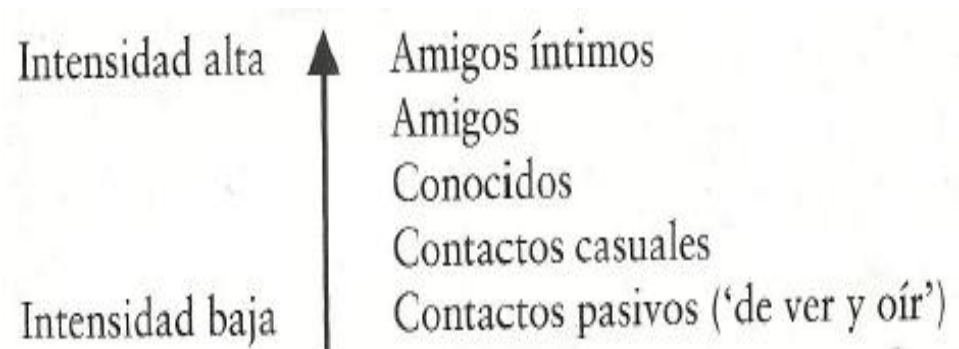 Intensidad alta Amigos íntimos
Amigos
Conocidos
Contactos casuales
Intensidad baja Contactos pasivos (‘de ver y oír’)